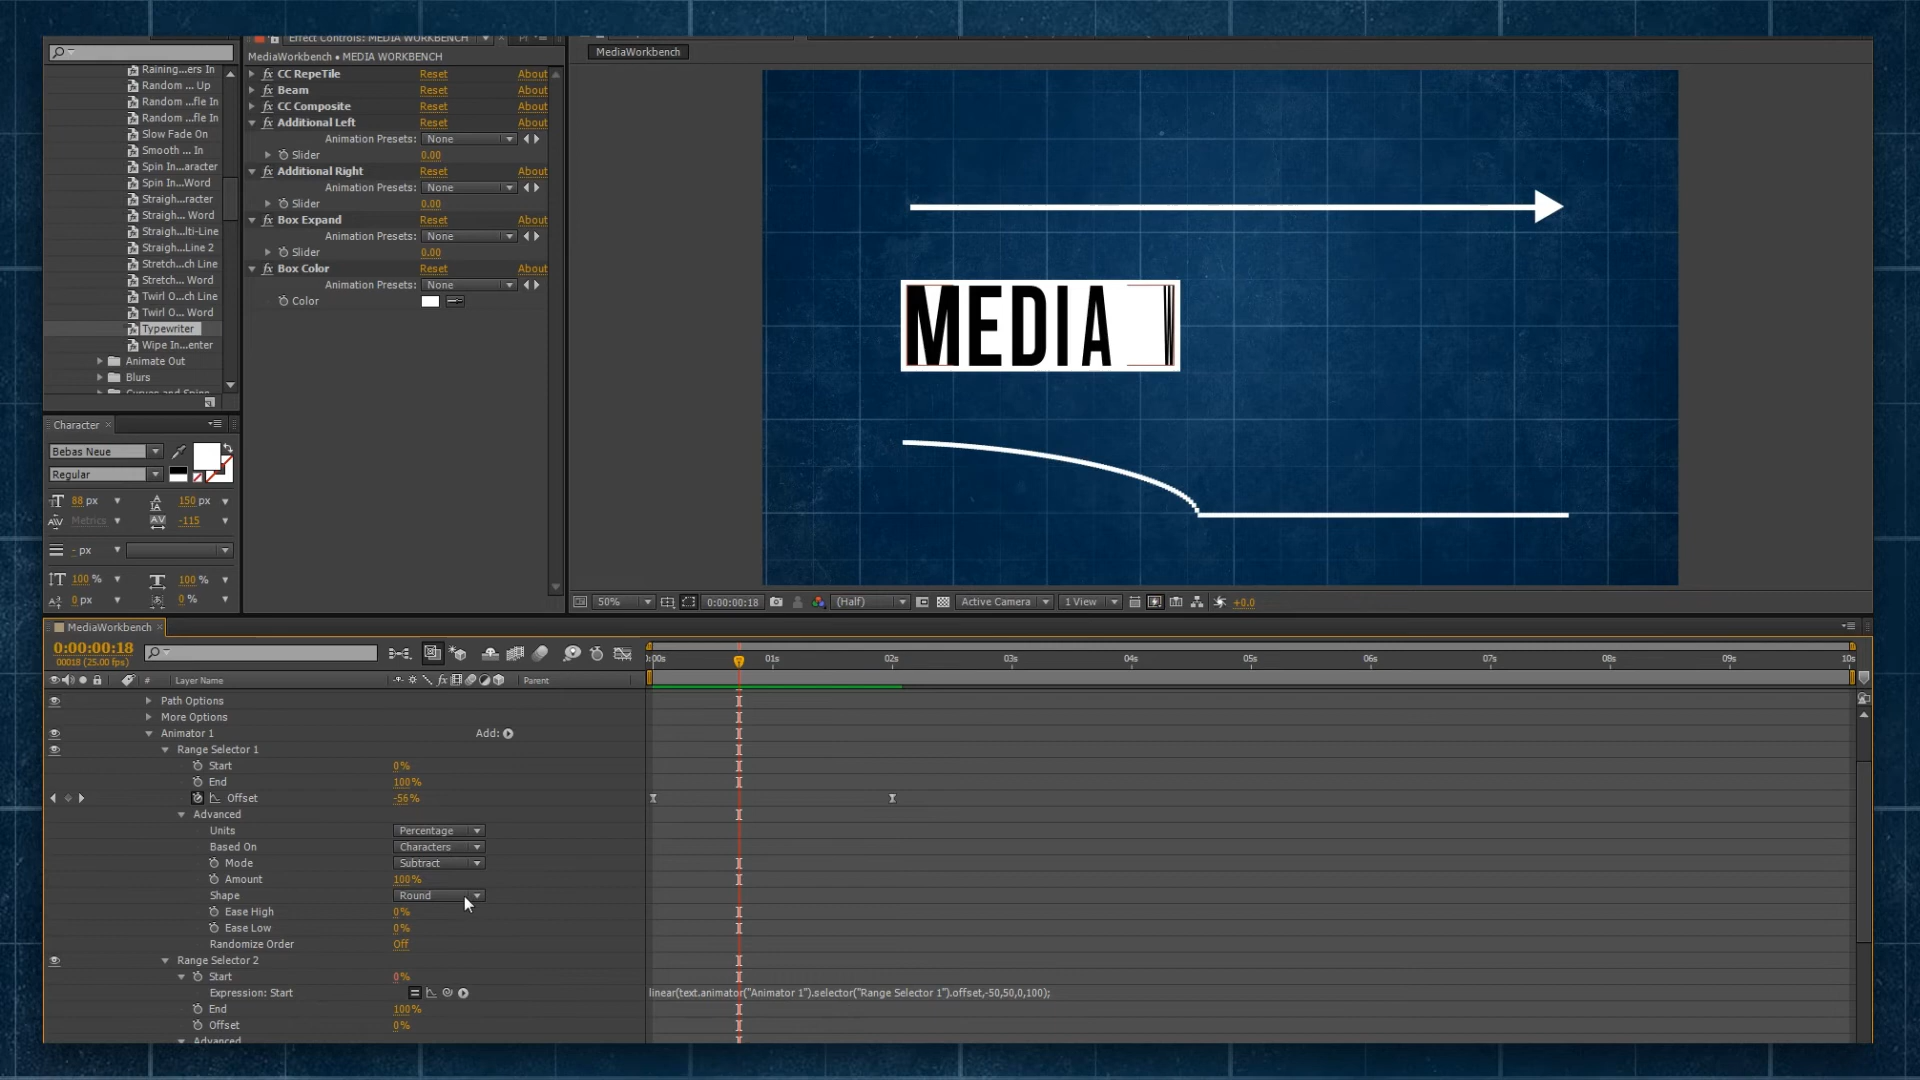 Raining...ers In
Random ... Up
Random ...fle In
Random ...fle In
Slow Fade On
Smooth ... In
Spin In...aracter
Spin In...Word
Straigh...racter
Straigh... Word
Straigh...lti-Line
Straigh...Line 2
Stretch...ch Line
Stretch... Word
Twirl O...ch Line
Twirl O... Word
Typewriter
Wipe In...enter
Animate Out
Blurs
Effect Controls: MEDIA WORKBENCH
MediaWorkbench • MEDIA WORKBENCH
fx CC RepeTile Reset About
fx Beam Reset About
fx CC Composite Reset About
fx Additional Left Reset About
Animation Presets: None
Slider 0.00
fx Additional Right Reset About
Animation Presets: None
Slider 0.00
fx Box Expand Reset About
Animation Presets: None
Slider 0.00
fx Box Color Reset About
Animation Presets: None
Color
MediaWorkbench
MEDIA W
50% 0:00:00:18 (Half) Active Camera 1 View +0.0
Character
Bebas Neue
Regular
88 px 150 px
Metrics -115
- px
100 % 100 %
0 px 0 %
MediaWorkbench
0:00:00:18
00018 (25.00 fps)
:00s 01s 02s 03s 04s 05s 06s 07s 08s 09s 10s
# Layer Name Parent
Path Options
More Options
Animator 1 Add:
Range Selector 1
Start 0%
End 100%
Offset -56%
Advanced
Units Percentage
Based On Characters
Mode Subtract
Amount 100%
Shape Round
Ease High 0%
Ease Low 0%
Randomize Order Off
Range Selector 2
Start 0%
Expression: Start linear(text.animator("Animator 1").selector("Range Selector 1").offset,-50,50,0,100);
End 100%
Offset 0%
Advanced